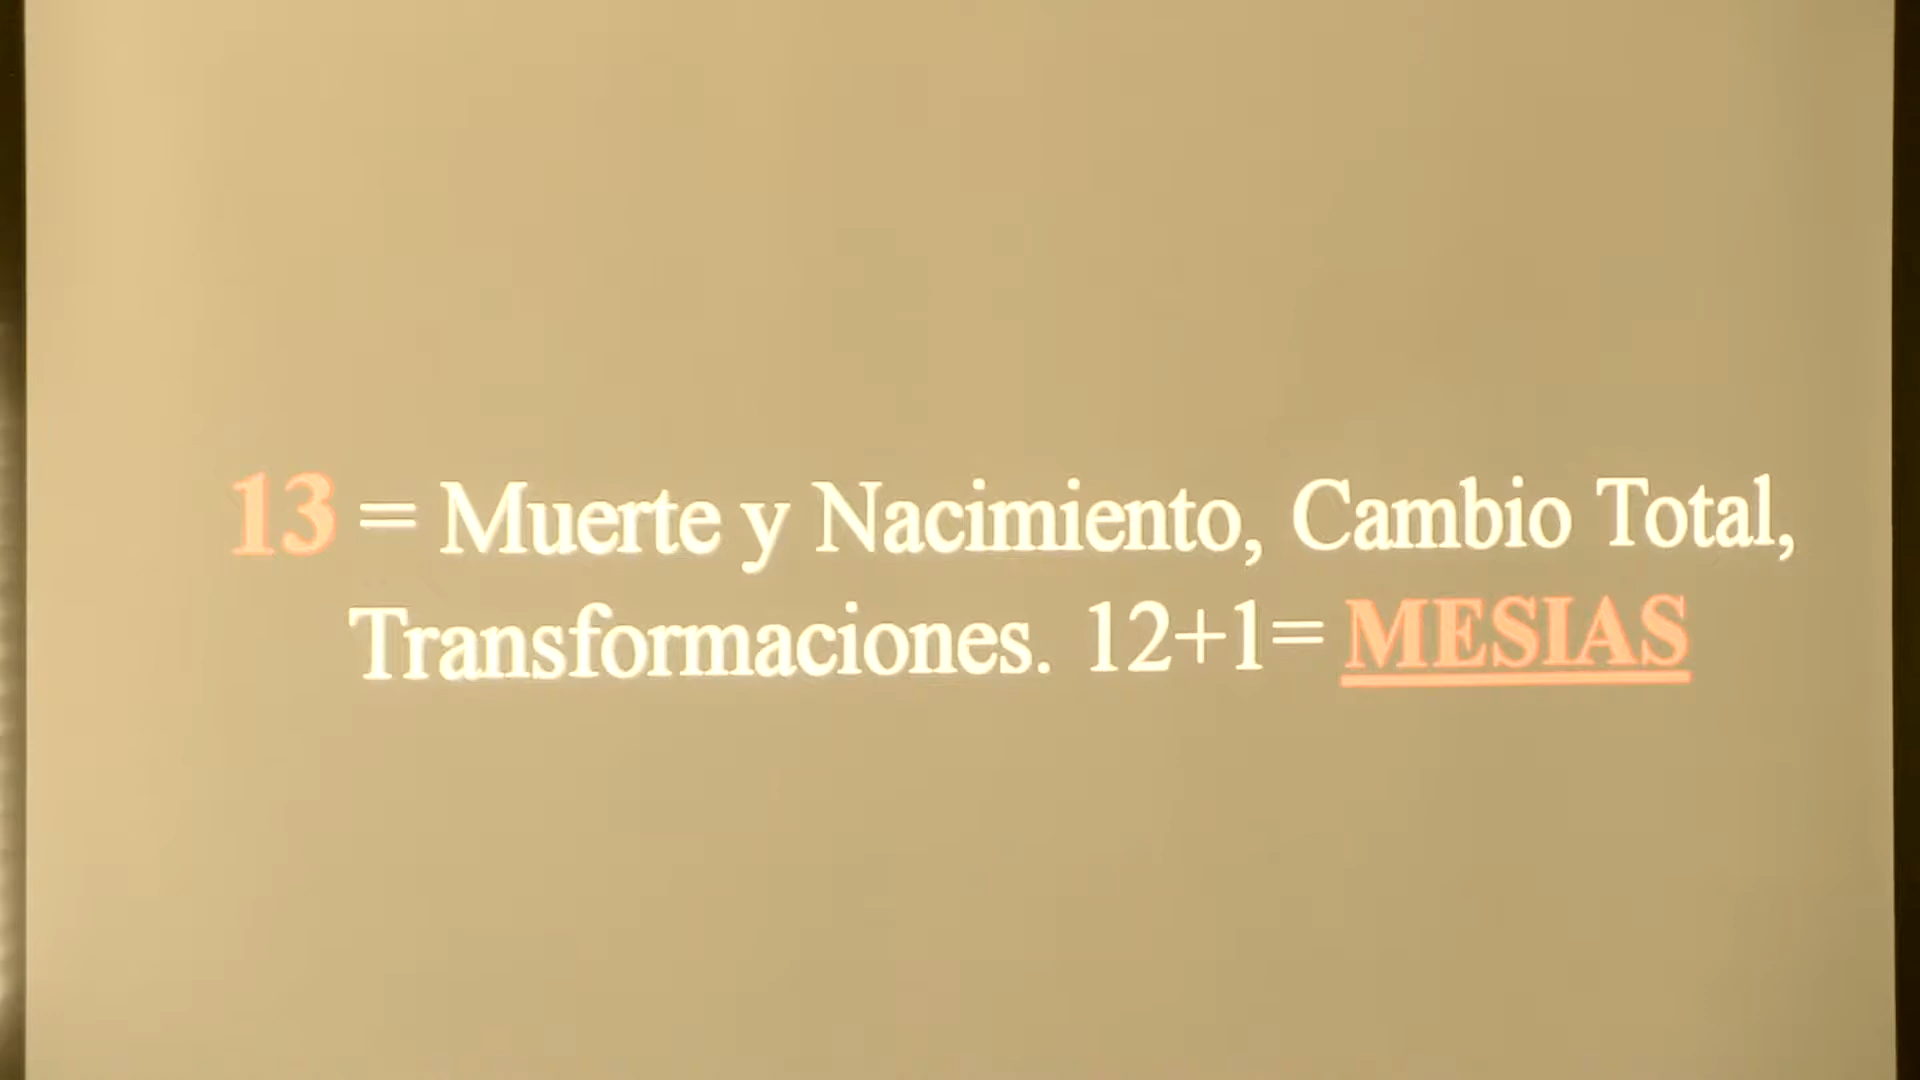 13 = Muerte y Nacimiento, Cambio Total,
Transformaciones. 12+1= MESIAS